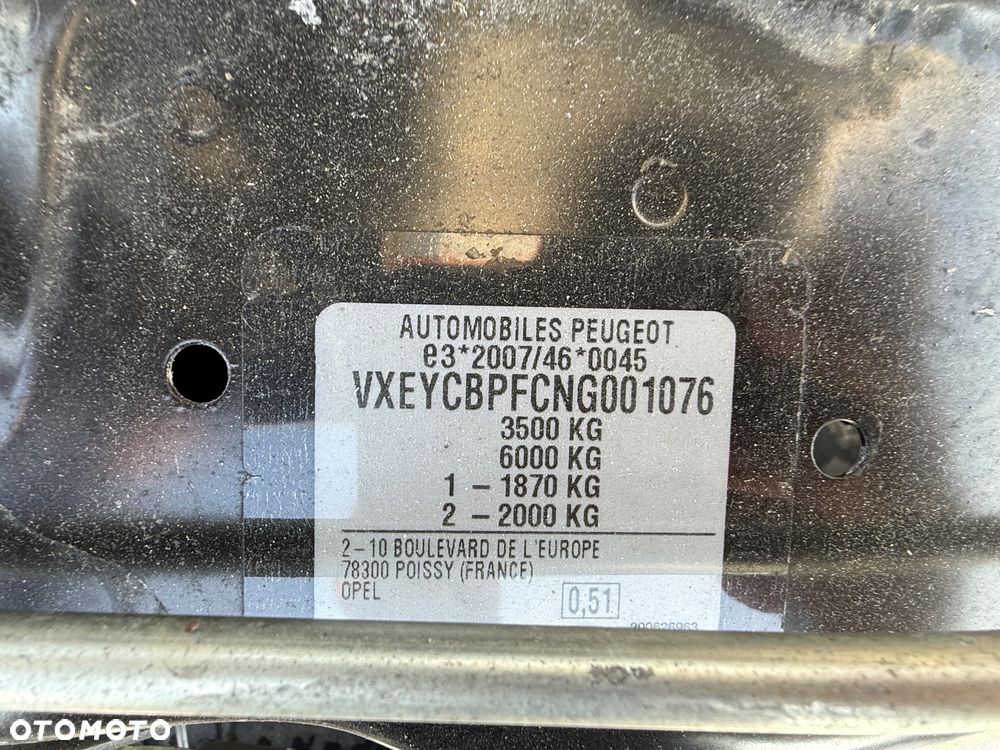 AUTOMOBILES PEUGEOT
e3*2007/46*0045
VXEYCBPFCNG001076
3500 KG
6000 KG
1 - 1870 KG
2 - 2000 KG
2-10 BOULEVARD DE L'EUROPE
78300 POISSY (FRANCE)
OPEL
0,51
OTOMOTO